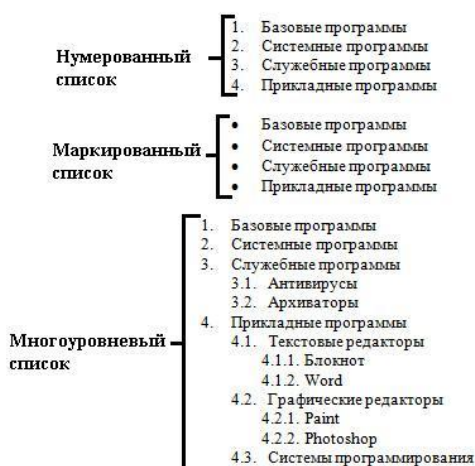 Нумерованный список
1. Базовые программы
2. Системные программы
3. Служебные программы
4. Прикладные программы
Маркированный список
• Базовые программы
• Системные программы
• Служебные программы
• Прикладные программы
Многоуровневый список
1. Базовые программы
2. Системные программы
3. Служебные программы
3.1. Антивирусы
3.2. Архиваторы
4. Прикладные программы
4.1. Текстовые редакторы
4.1.1. Блокнот
4.1.2. Word
4.2. Графические редакторы
4.2.1. Paint
4.2.2. Photoshop
4.3. Системы программирования